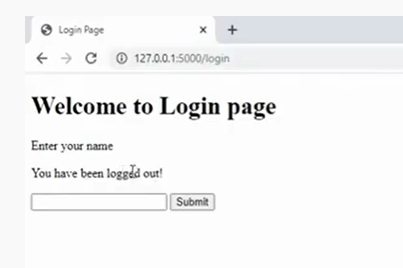 Login Page
127.0.0.1:5000/login
Welcome to Login page
Enter your name
You have been logged out!
Submit